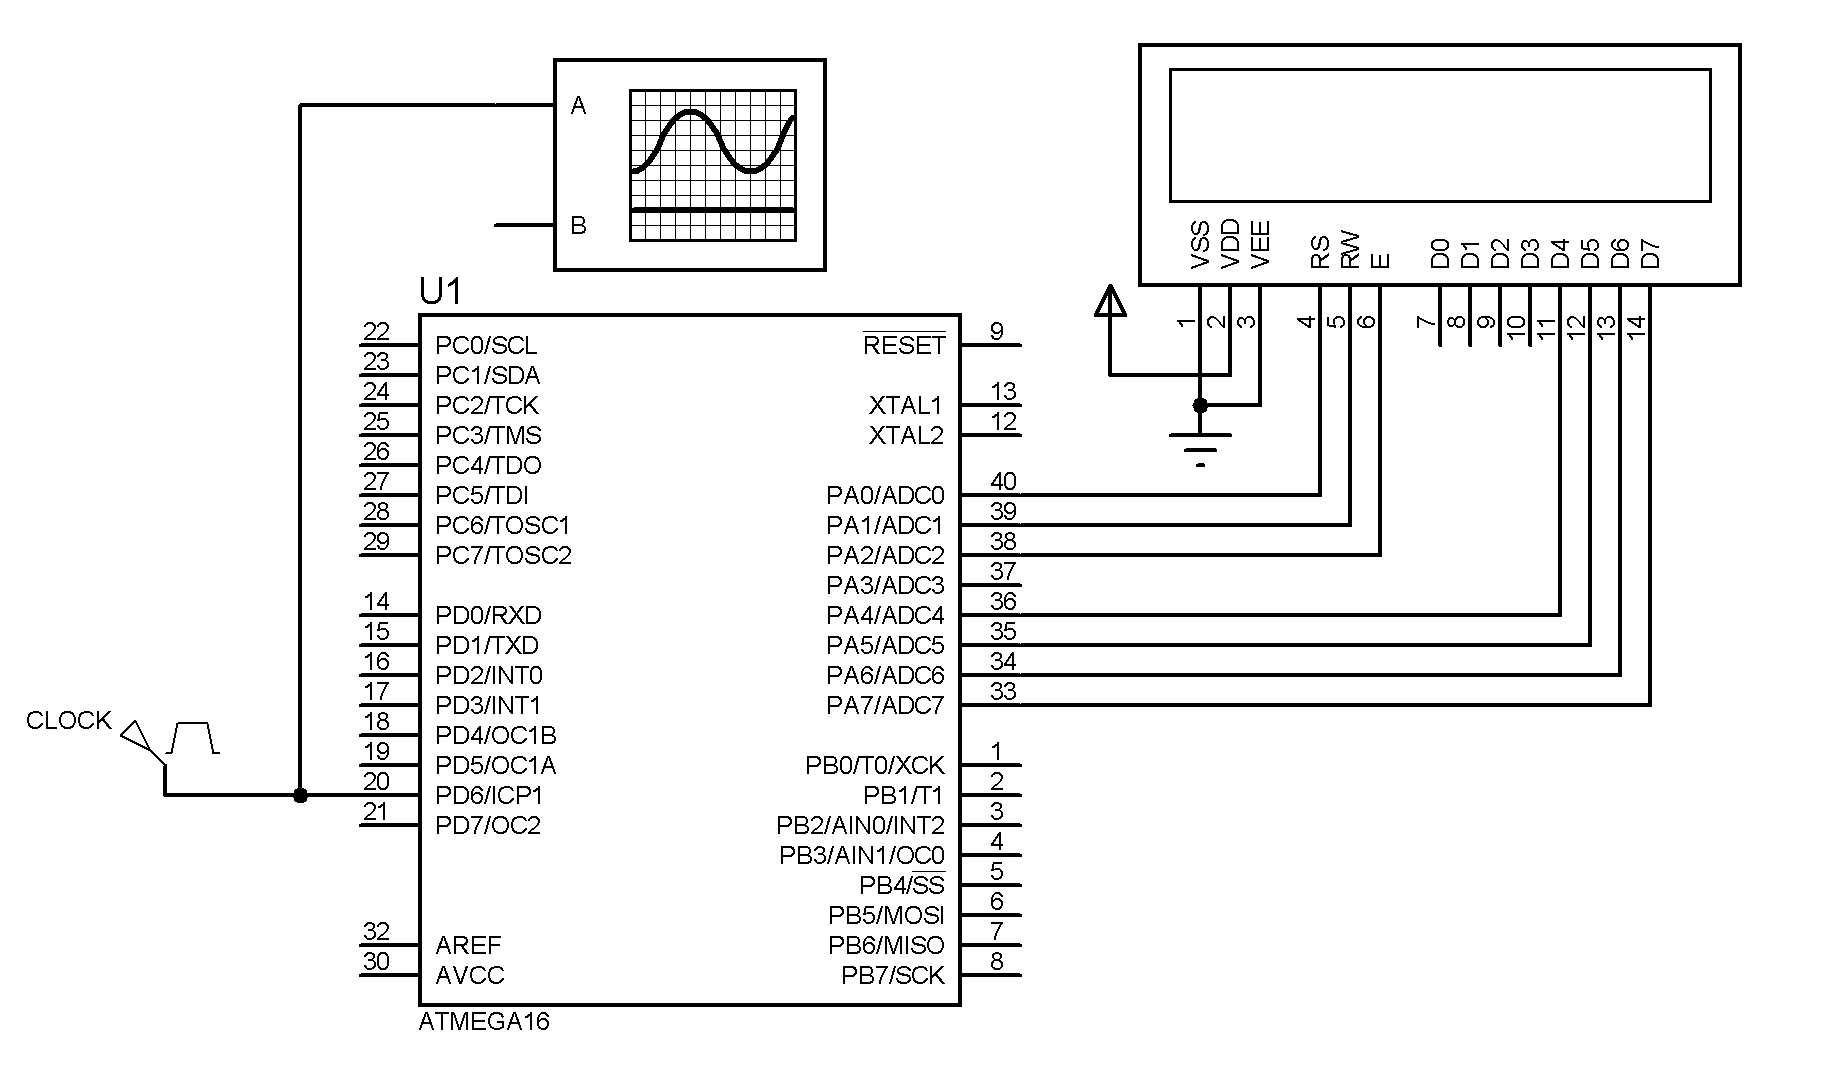 A
B
VSS
VDD
VEE
RS
RW
E
D0
D1
D2
D3
D4
D5
D6
D7
1
2
3
4
5
6
7
8
9
10
11
12
13
14
U1
22 PC0/SCL
23 PC1/SDA
24 PC2/TCK
25 PC3/TMS
26 PC4/TDO
27 PC5/TDI
28 PC6/TOSC1
29 PC7/TOSC2
14 PD0/RXD
15 PD1/TXD
16 PD2/INT0
17 PD3/INT1
18 PD4/OC1B
19 PD5/OC1A
20 PD6/ICP1
21 PD7/OC2
32 AREF
30 AVCC
RESET 9
XTAL1 13
XTAL2 12
PA0/ADC0 40
PA1/ADC1 39
PA2/ADC2 38
PA3/ADC3 37
PA4/ADC4 36
PA5/ADC5 35
PA6/ADC6 34
PA7/ADC7 33
PB0/T0/XCK 1
PB1/T1 2
PB2/AIN0/INT2 3
PB3/AIN1/OC0 4
PB4/SS 5
PB5/MOSI 6
PB6/MISO 7
PB7/SCK 8
CLOCK
ATMEGA16